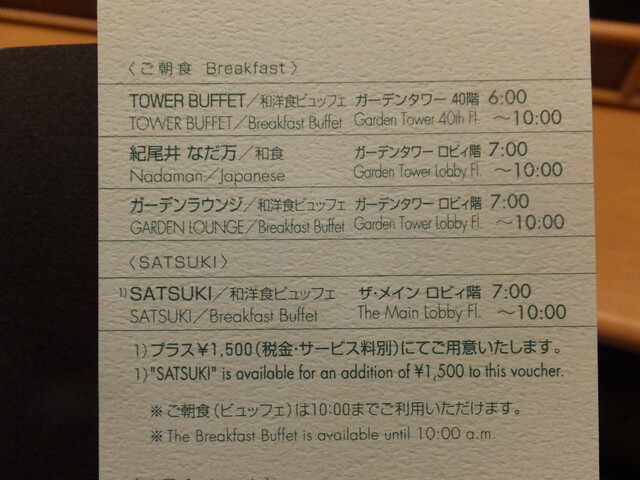 〈ご朝食 Breakfast〉
TOWER BUFFET／和洋食ビュッフェ ガーデンタワー 40階 6:00
TOWER BUFFET／Breakfast Buffet Garden Tower 40th Fl. ～10:00
紀尾井 なだ万／和食 ガーデンタワー ロビィ階 7:00
Nadaman／Japanese Garden Tower Lobby Fl. ～10:00
ガーデンラウンジ／和洋食ビュッフェ ガーデンタワー ロビィ階 7:00
GARDEN LOUNGE／Breakfast Buffet Garden Tower Lobby Fl. ～10:00
〈SATSUKI〉
1)SATSUKI／和洋食ビュッフェ ザ・メイン ロビィ階 7:00
SATSUKI／Breakfast Buffet The Main Lobby Fl. ～10:00
1)プラス¥1,500(税金・サービス料別)にてご用意いたします。
1)"SATSUKI" is available for an addition of ¥1,500 to this voucher.
※ご朝食(ビュッフェ)は10:00までご利用いただけます。
※The Breakfast Buffet is available until 10:00 a.m.